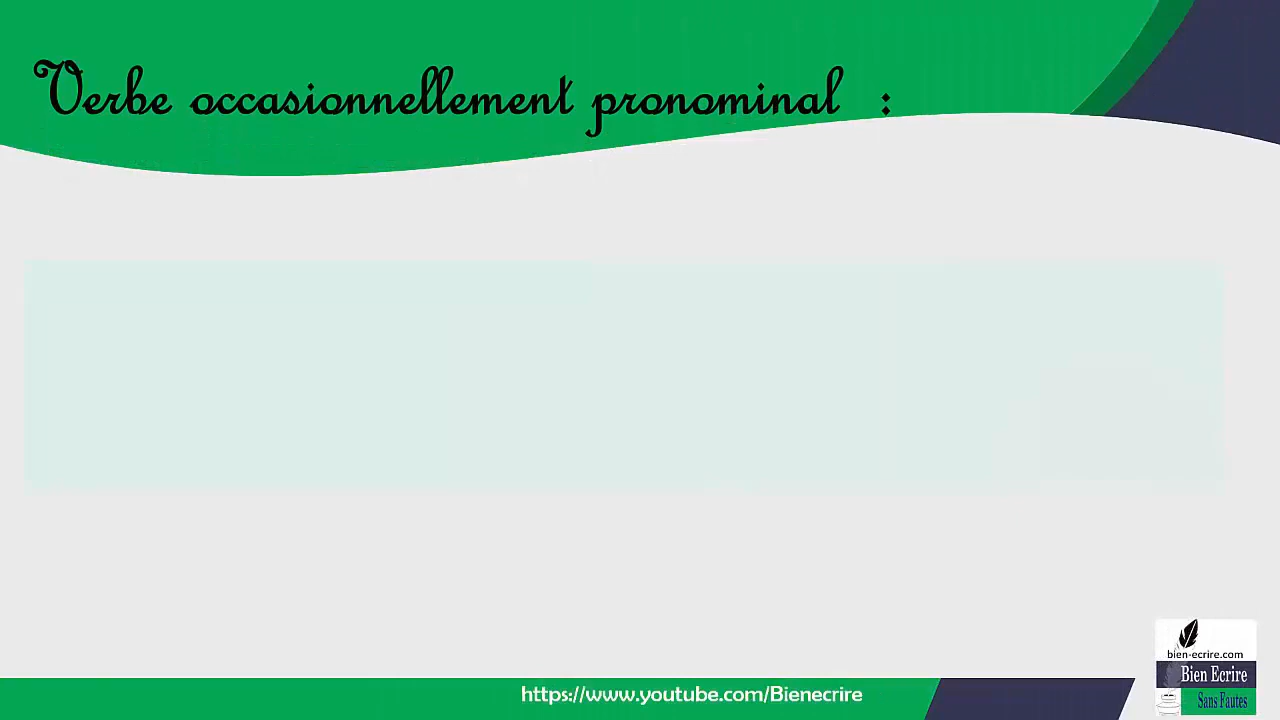 Verbe occasionnellement pronominal :
https://www.youtube.com/Bienecrire
bien-ecrire.com
Bien Ecrire
Sans Fautes